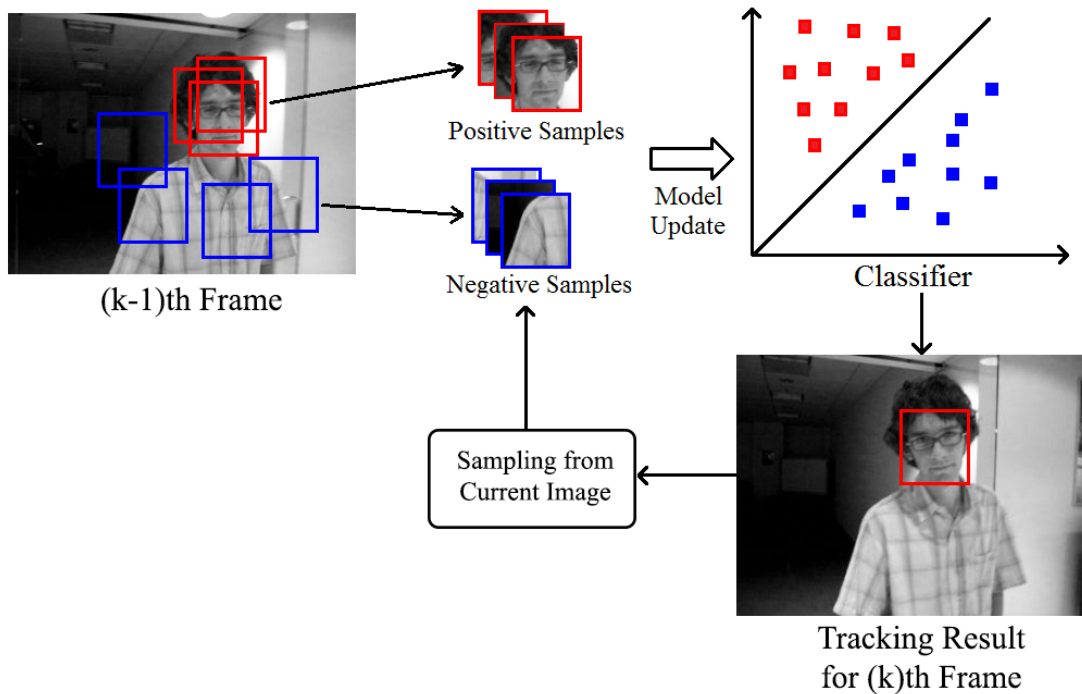 (k-1)th Frame
Positive Samples
Negative Samples
Model
Update
Classifier
Sampling from
Current Image
Tracking Result
for (k)th Frame